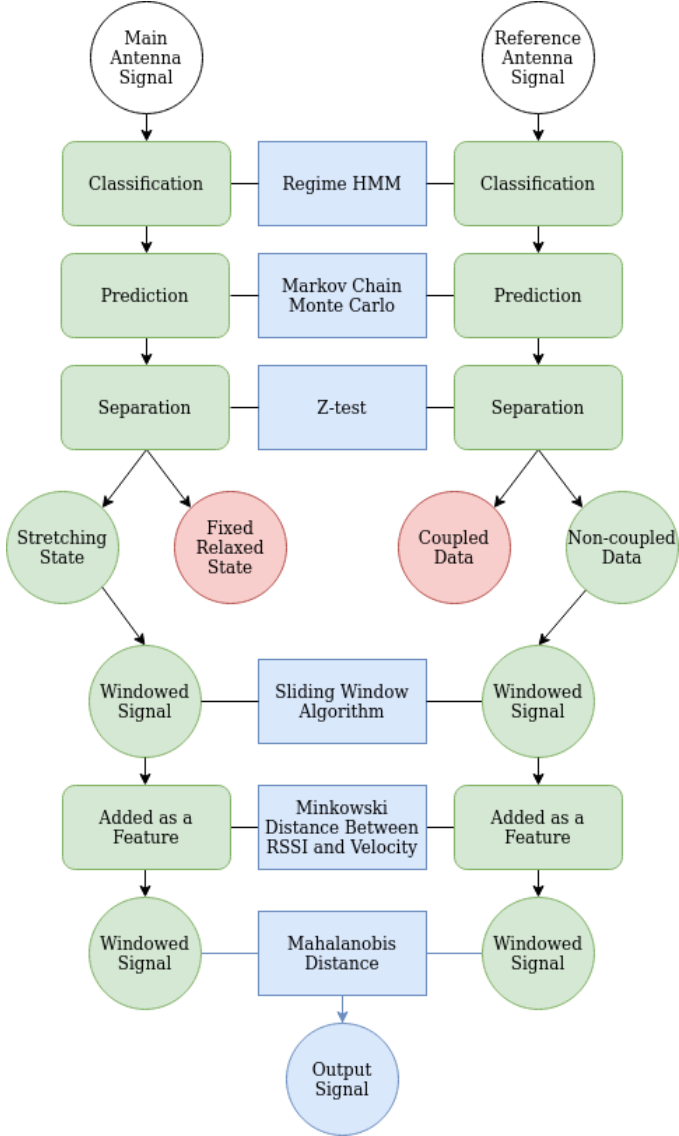 Main
Antenna
Signal
Reference
Antenna
Signal
Classification
Regime HMM
Classification
Prediction
Markov Chain
Monte Carlo
Prediction
Separation
Z-test
Separation
Stretching
State
Fixed
Relaxed
State
Coupled
Data
Non-coupled
Data
Windowed
Signal
Sliding Window
Algorithm
Windowed
Signal
Added as a
Feature
Minkowski
Distance Between
RSSI and Velocity
Added as a
Feature
Windowed
Signal
Mahalanobis
Distance
Windowed
Signal
Output
Signal